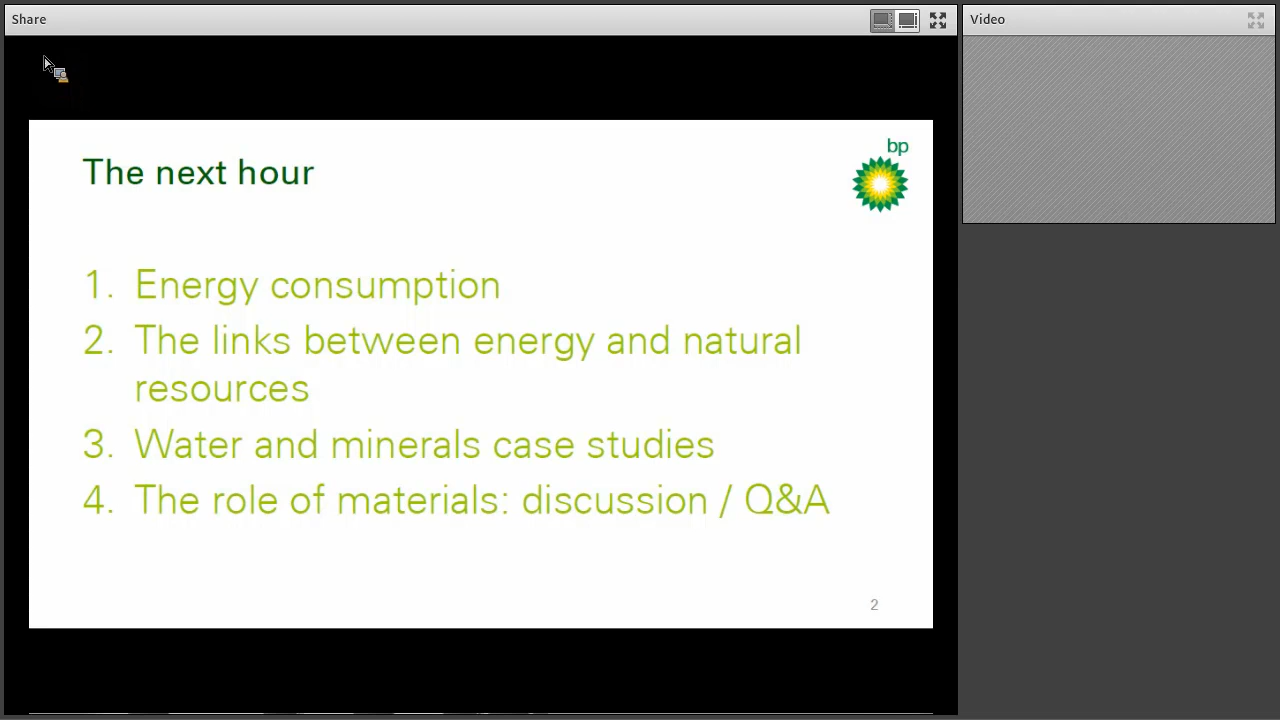 Share
Video
bp
The next hour
1. Energy consumption
2. The links between energy and natural
resources
3. Water and minerals case studies
4. The role of materials: discussion / Q&A
2